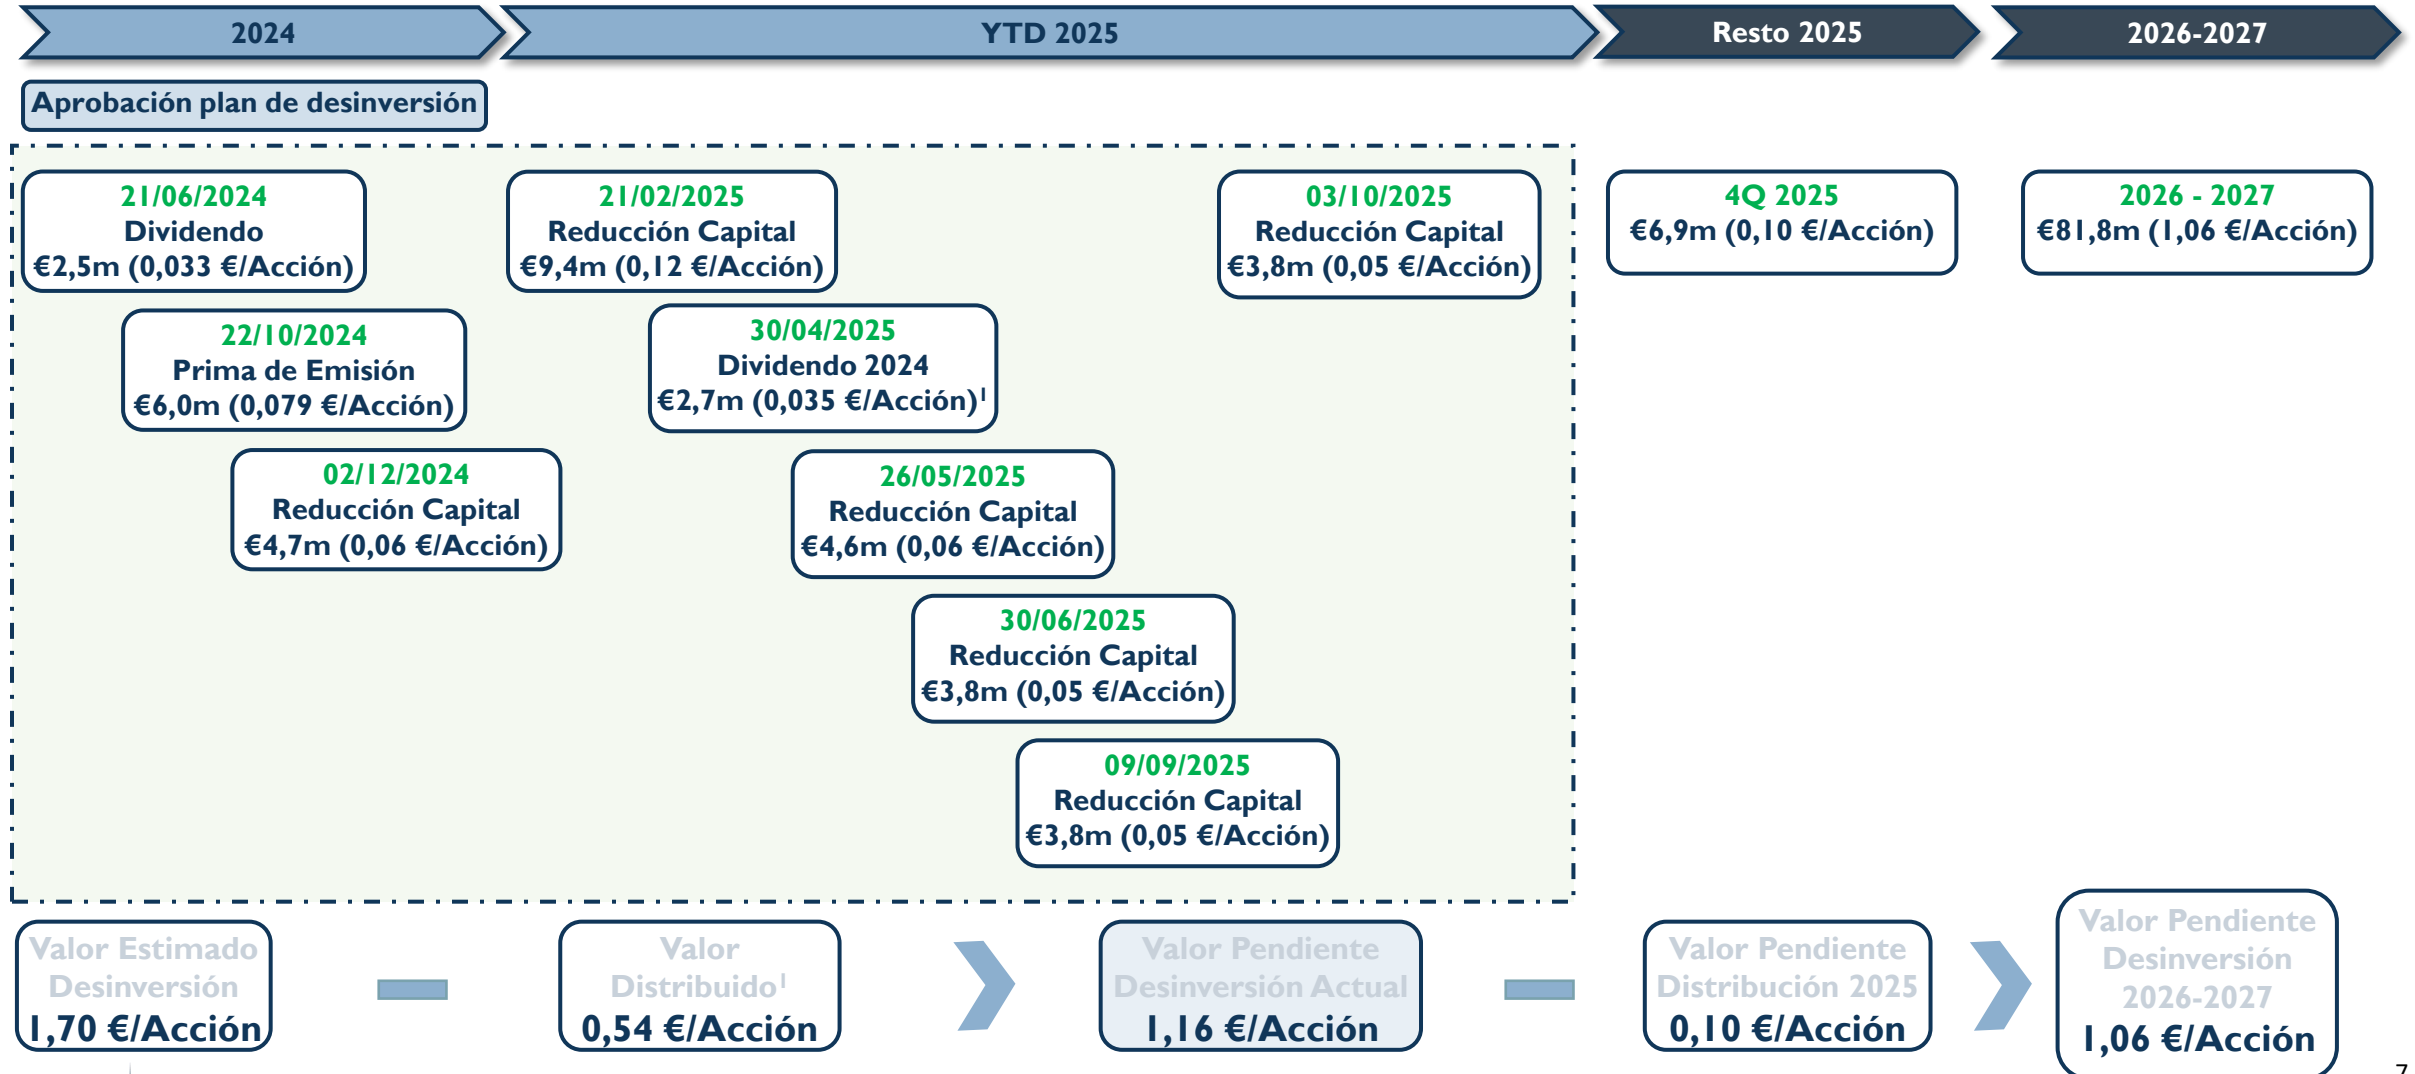 2024
YTD 2025
Resto 2025
2026-2027
Aprobación plan de desinversión
21/06/2024
Dividendo
€2,5m (0,033 €/Acción)
22/10/2024
Prima de Emisión
€6,0m (0,079 €/Acción)
02/12/2024
Reducción Capital
€4,7m (0,06 €/Acción)
21/02/2025
Reducción Capital
€9,4m (0,12 €/Acción)
30/04/2025
Dividendo 2024
€2,7m (0,035 €/Acción)¹
26/05/2025
Reducción Capital
€4,6m (0,06 €/Acción)
30/06/2025
Reducción Capital
€3,8m (0,05 €/Acción)
09/09/2025
Reducción Capital
€3,8m (0,05 €/Acción)
03/10/2025
Reducción Capital
€3,8m (0,05 €/Acción)
4Q 2025
€6,9m (0,10 €/Acción)
2026 - 2027
€81,8m (1,06 €/Acción)
Valor Estimado
Desinversión
1,70 €/Acción
Valor
Distribuido¹
0,54 €/Acción
Valor Pendiente
Desinversión Actual
1,16 €/Acción
Valor Pendiente
Distribución 2025
0,10 €/Acción
Valor Pendiente
Desinversión
2026-2027
1,06 €/Acción
7